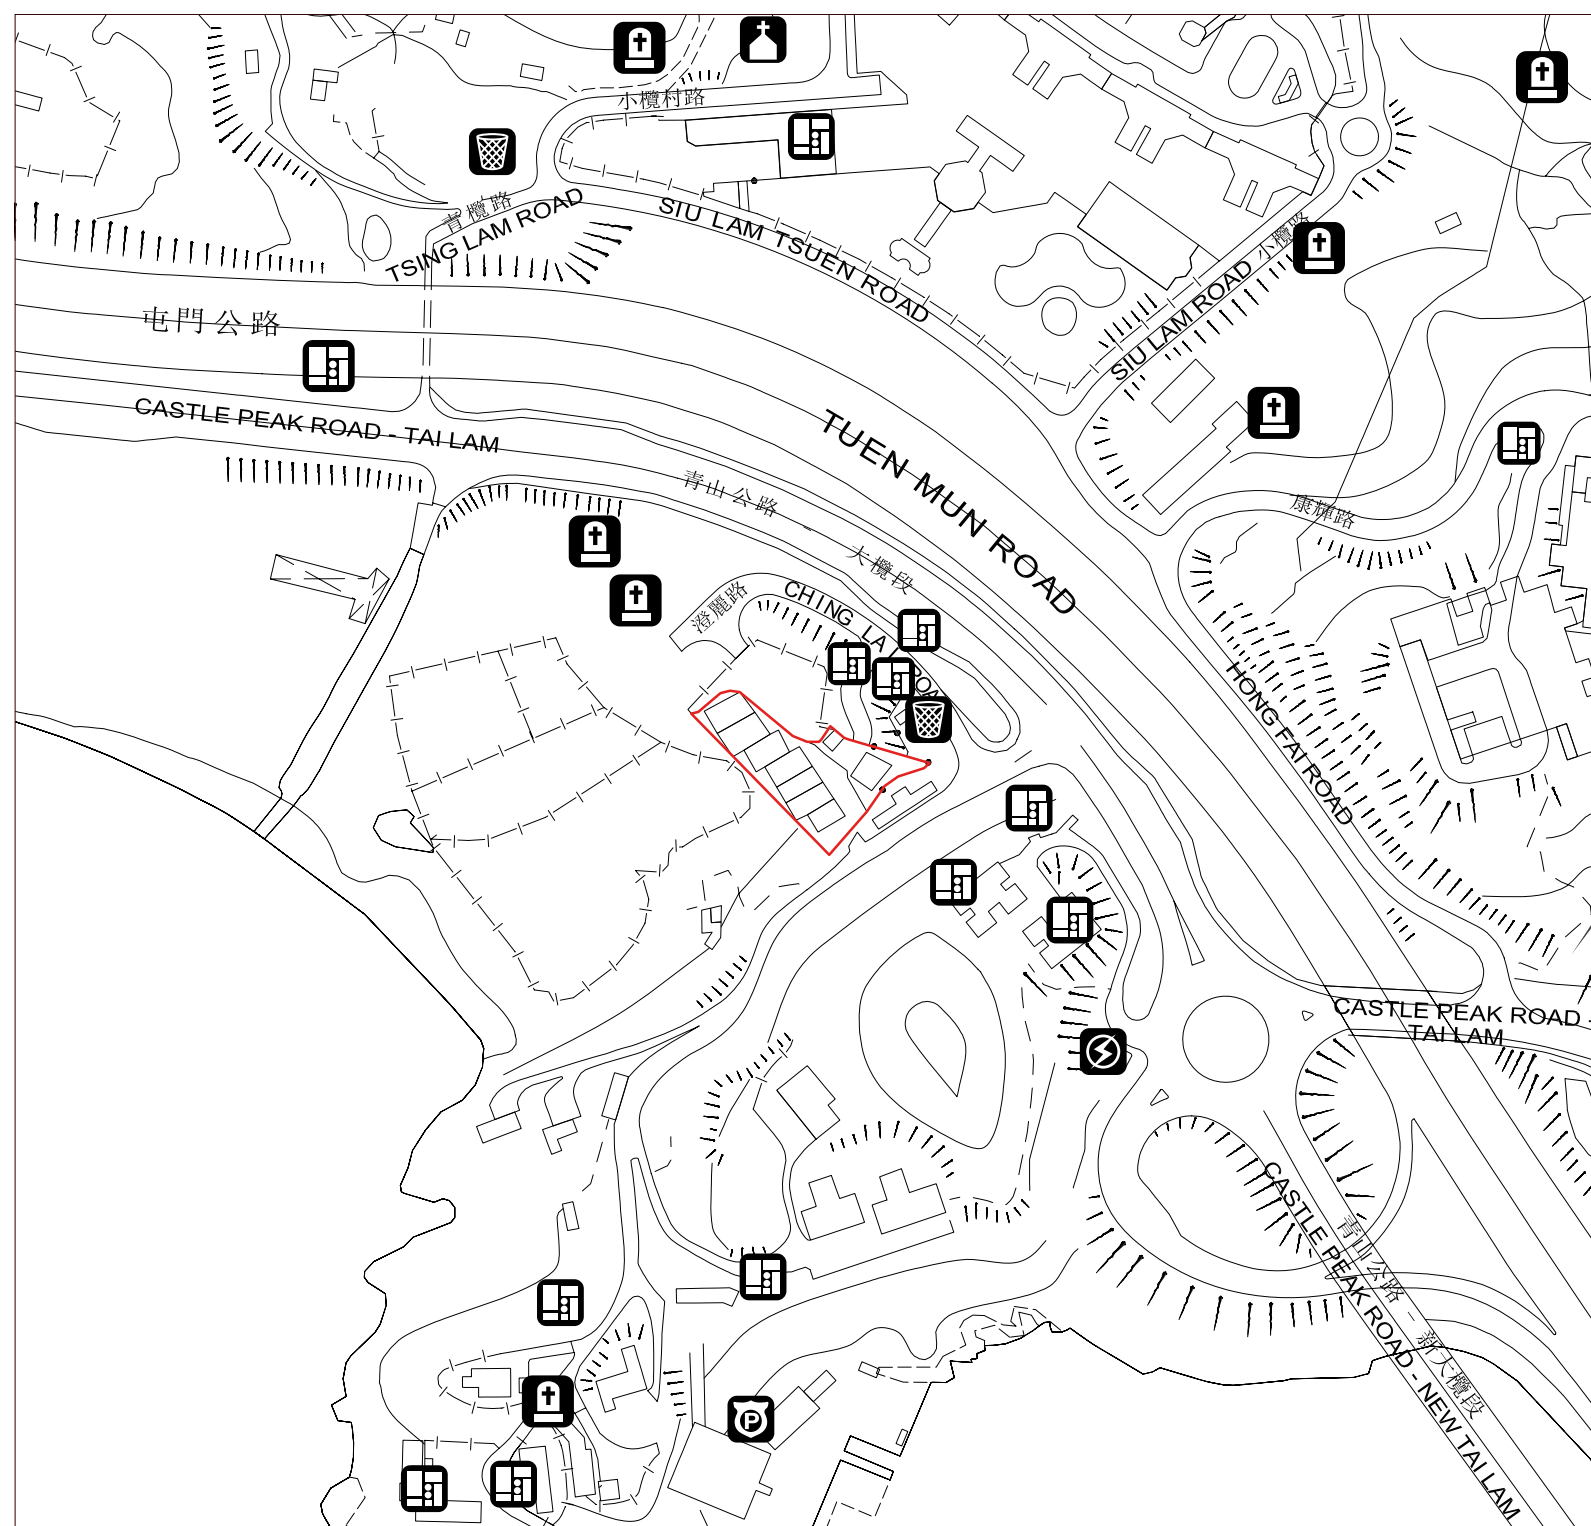 小欖村路
青欖路
TSING LAM ROAD
SIU LAM TSUEN ROAD
SIU LAM ROAD 小欖路
屯門公路
CASTLE PEAK ROAD - TAI LAM
TUEN MUN ROAD
青山公路 - 大欖段
康輝路
澄麗路
CHING LAI ROAD
HONG FAI ROAD
CASTLE PEAK ROAD -
TAI LAM
青山公路 - 新大欖段
CASTLE PEAK ROAD - NEW TAI LAM
P